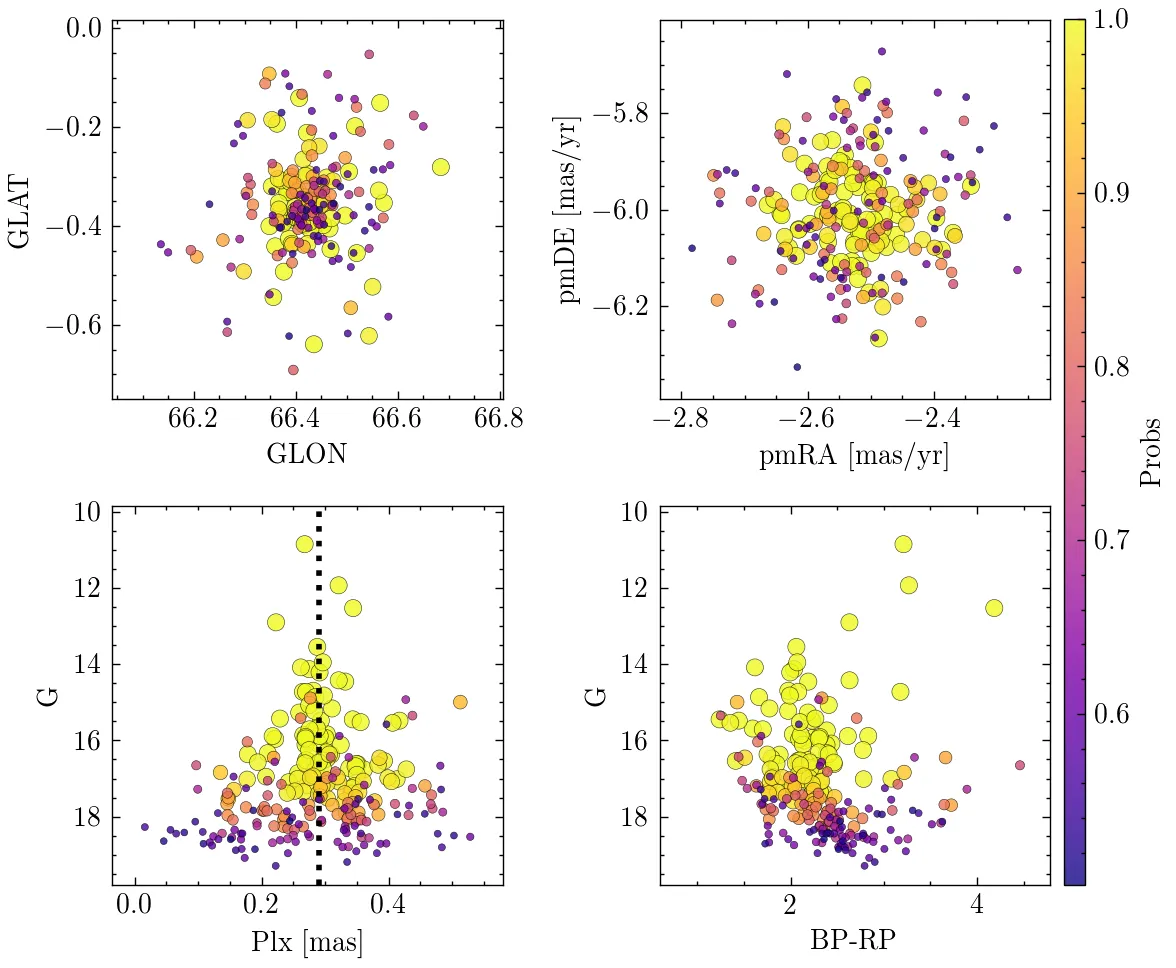 0.0
−0.2
−0.4
−0.6
GLAT
66.2 66.4 66.6 66.8
GLON
−5.8
−6.0
−6.2
pmDE [mas/yr]
−2.8 −2.6 −2.4
pmRA [mas/yr]
10
12
14
16
18
G
0.0 0.2 0.4
Plx [mas]
10
12
14
16
18
G
2 4
BP-RP
1.0
0.9
0.8
0.7
0.6
Probs